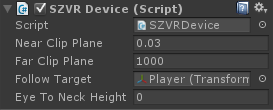 SZVR Device (Script)
Script SZVRDevice
Near Clip Plane 0.03
Far Clip Plane 1000
Follow Target Player (Transform
Eye To Neck Height 0